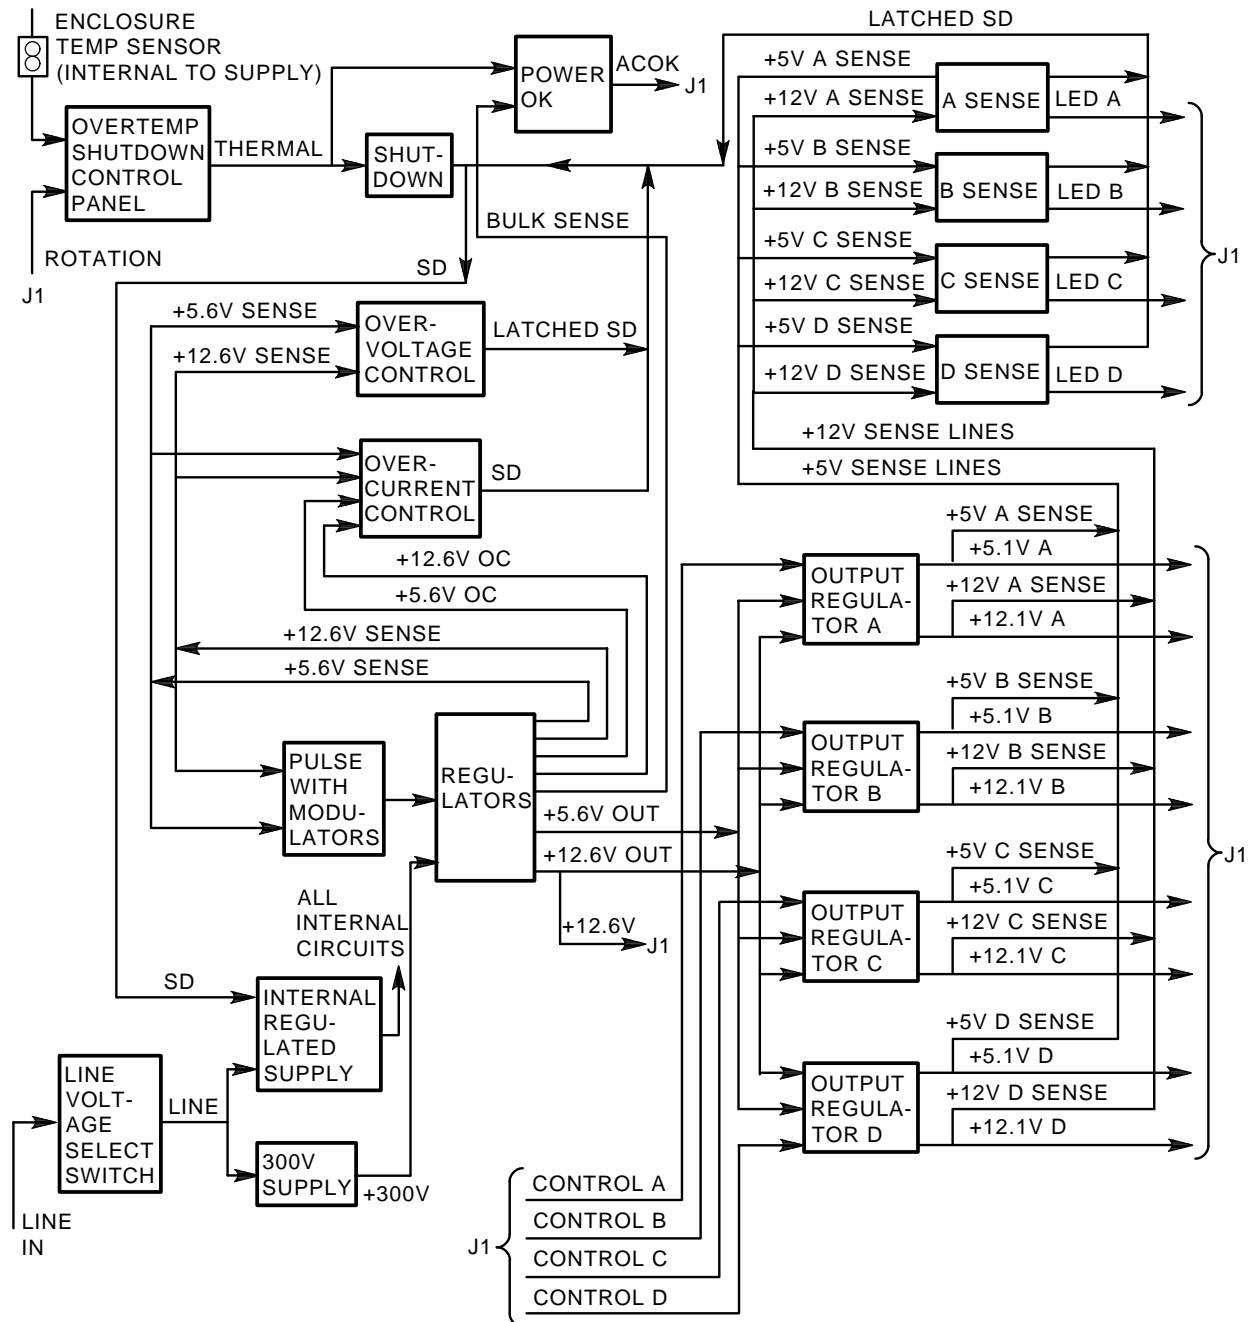 ENCLOSURE
TEMP SENSOR
(INTERNAL TO SUPPLY)
OVERTEMP
SHUTDOWN
CONTROL
PANEL
THERMAL
ROTATION
J1
POWER
OK
ACOK
J1
SHUT-
DOWN
BULK SENSE
SD
LATCHED SD
+5V A SENSE
+12V A SENSE
A SENSE
LED A
+5V B SENSE
+12V B SENSE
B SENSE
LED B
+5V C SENSE
+12V C SENSE
C SENSE
LED C
+5V D SENSE
+12V D SENSE
D SENSE
LED D
J1
+12V SENSE LINES
+5V SENSE LINES
+5.6V SENSE
+12.6V SENSE
OVER-
VOLTAGE
CONTROL
LATCHED SD
OVER-
CURRENT
CONTROL
SD
+12.6V OC
+5.6V OC
+12.6V SENSE
+5.6V SENSE
PULSE
WITH
MODU-
LATORS
REGU-
LATORS
+5.6V OUT
+12.6V OUT
+12.6V
J1
ALL
INTERNAL
CIRCUITS
SD
INTERNAL
REGU-
LATED
SUPPLY
LINE
VOLT-
AGE
SELECT
SWITCH
LINE
300V
SUPPLY
+300V
LINE
IN
OUTPUT
REGULA-
TOR A
+5V A SENSE
+5.1V A
+12V A SENSE
+12.1V A
OUTPUT
REGULA-
TOR B
+5V B SENSE
+5.1V B
+12V B SENSE
+12.1V B
OUTPUT
REGULA-
TOR C
+5V C SENSE
+5.1V C
+12V C SENSE
+12.1V C
OUTPUT
REGULA-
TOR D
+5V D SENSE
+5.1V D
+12V D SENSE
+12.1V D
J1
J1
CONTROL A
CONTROL B
CONTROL C
CONTROL D